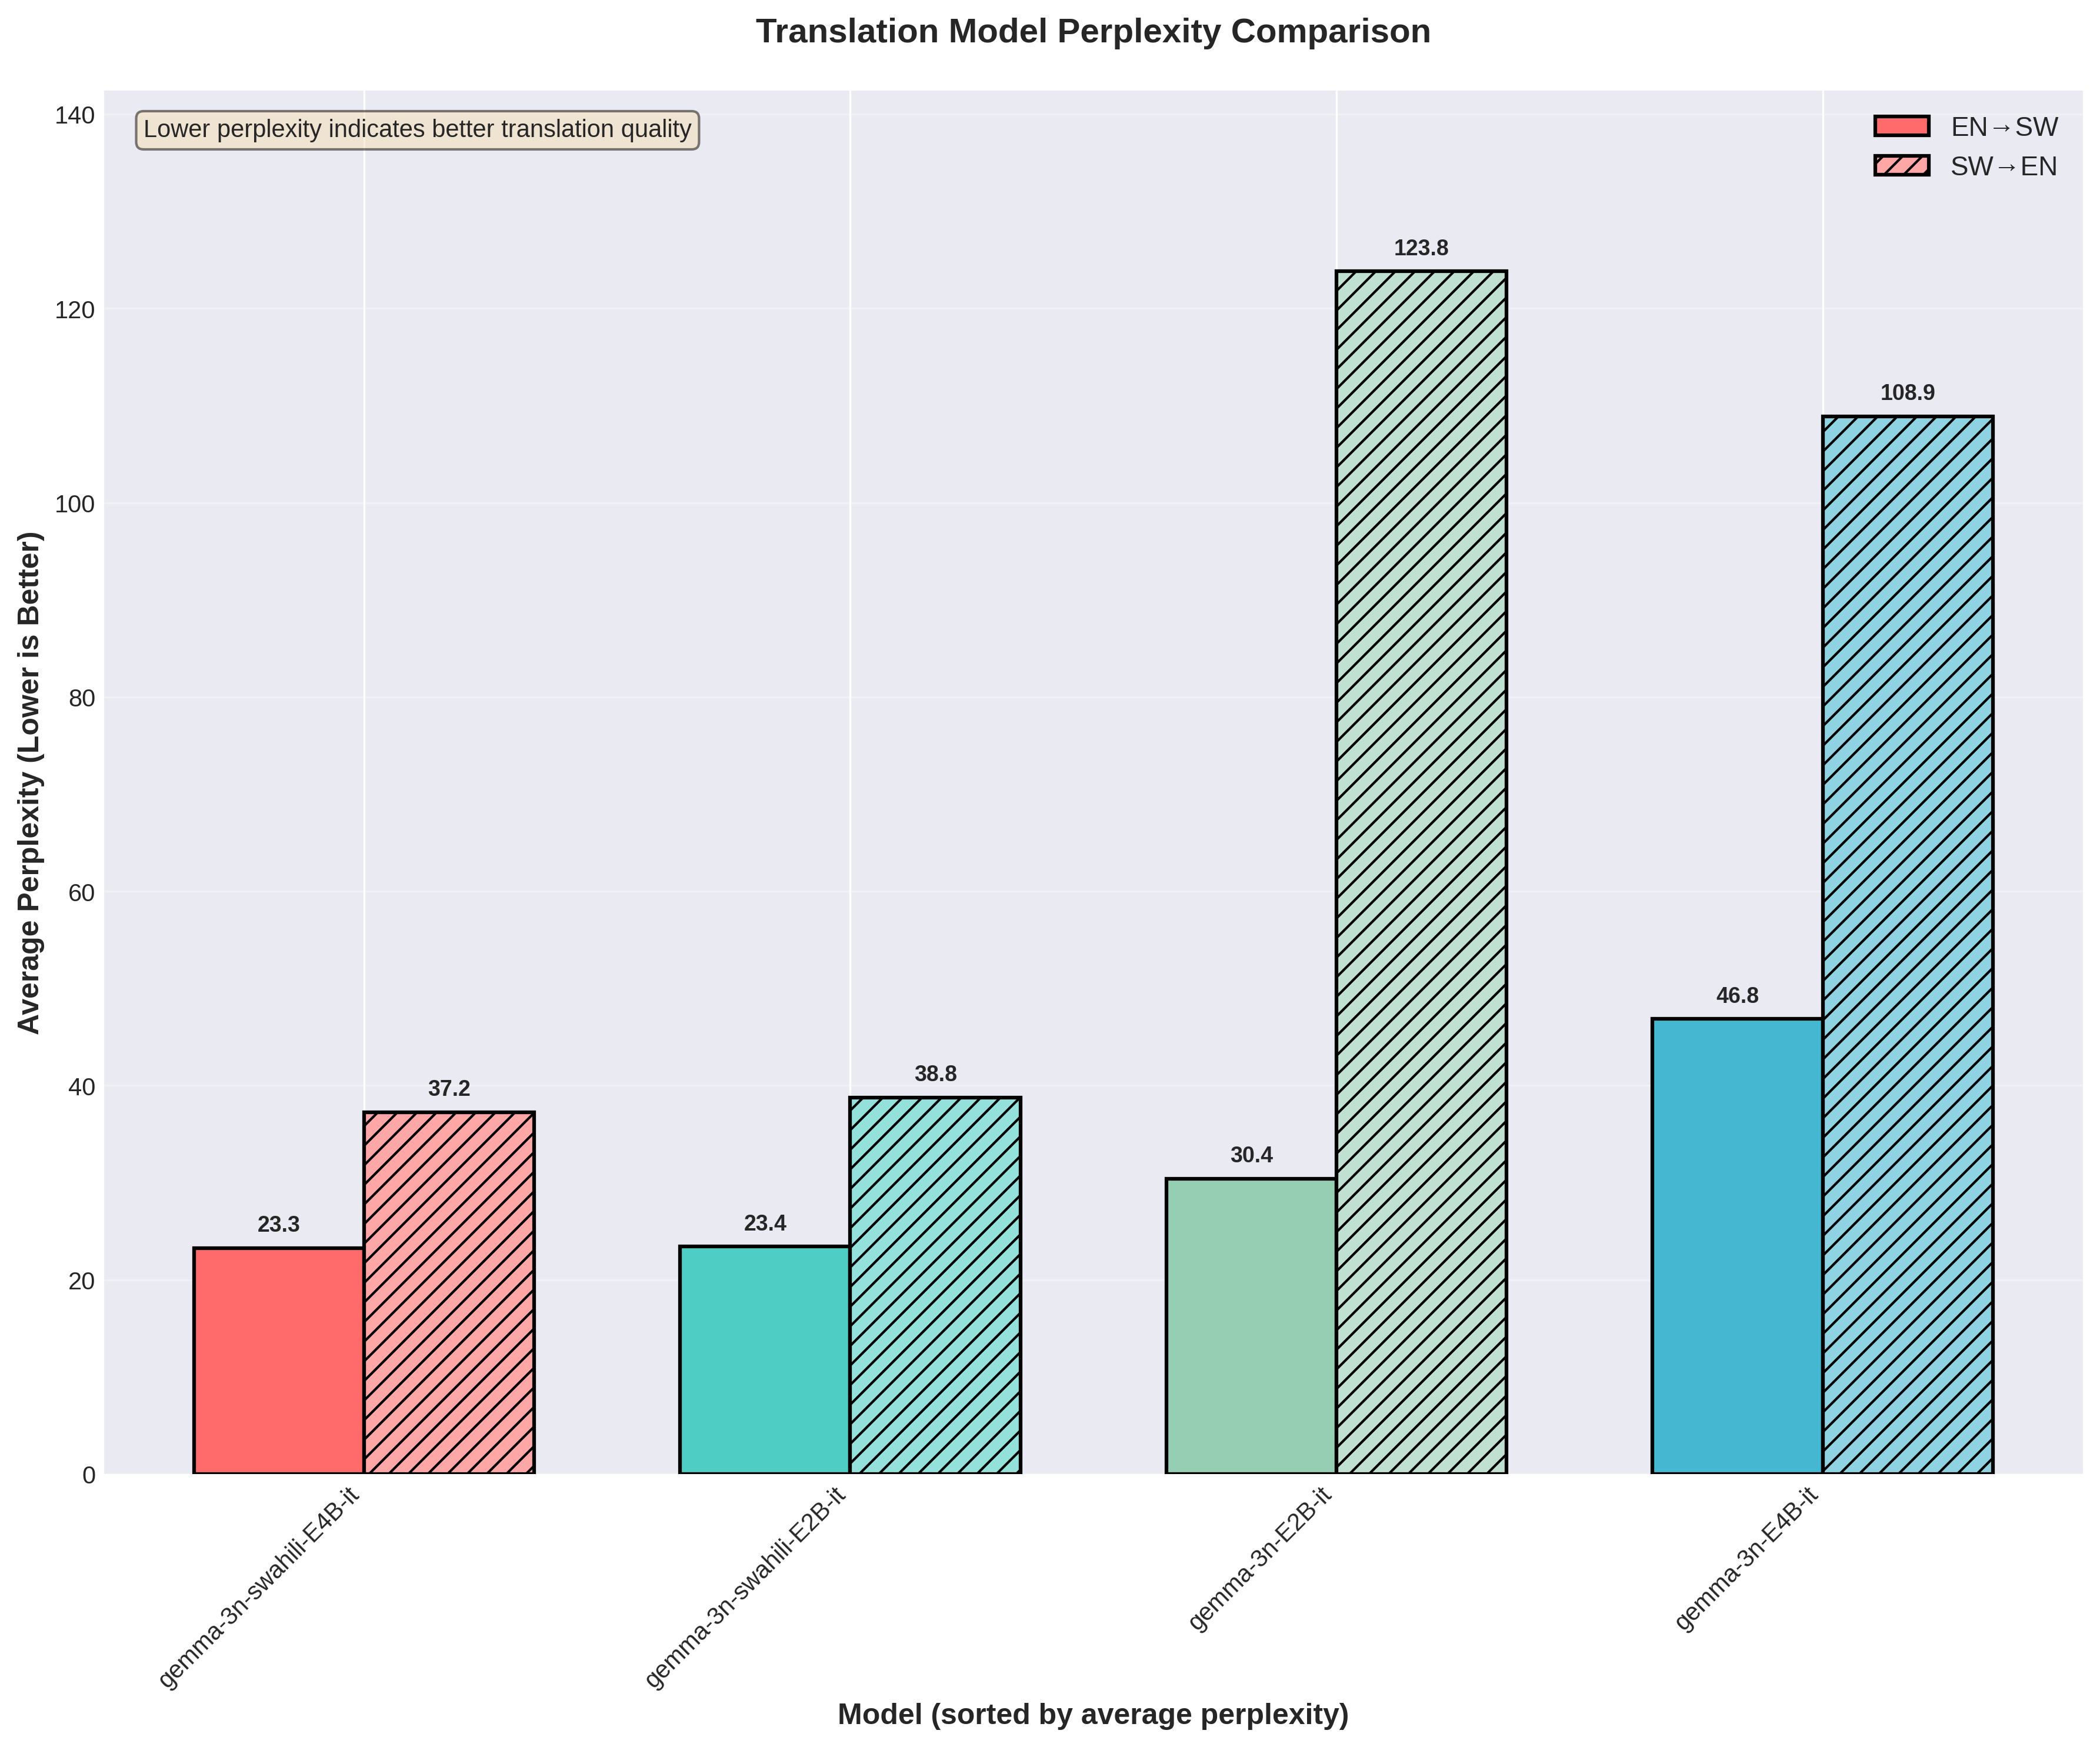 Translation Model Perplexity Comparison
Lower perplexity indicates better translation quality
EN→SW
SW→EN
Average Perplexity (Lower is Better)
140
120
100
80
60
40
20
0
23.3
37.2
23.4
38.8
30.4
123.8
46.8
108.9
gemma-3n-swahili-E4B-it
gemma-3n-swahili-E2B-it
gemma-3n-E2B-it
gemma-3n-E4B-it
Model (sorted by average perplexity)